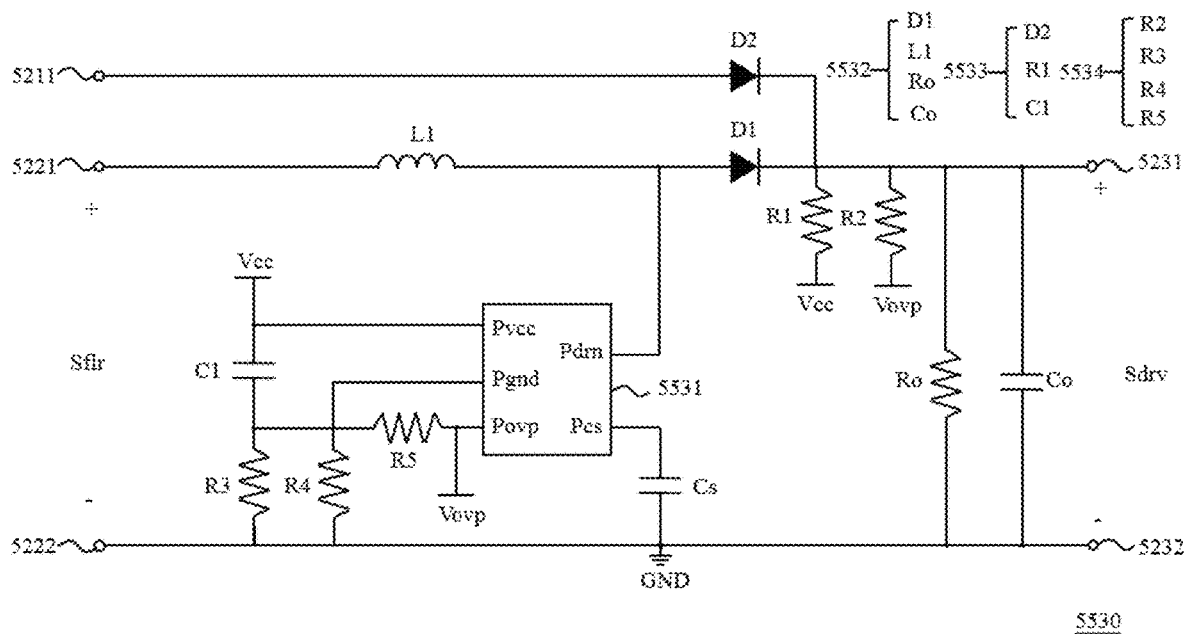 5211
D2
5532
D1
L1
Ro
Co
5533
D2
R1
C1
5534
R2
R3
R4
R5
5221
+
L1
D1
5231
+
R1
R2
Vcc
Vovp
Vcc
Pvcc
Pdrn
Sflr
C1
Pgnd
5531
Ro
Co
Sdrv
Povp
Pcs
R5
R3
R4
Vovp
Cs
-
-
5222
GND
5232
5530